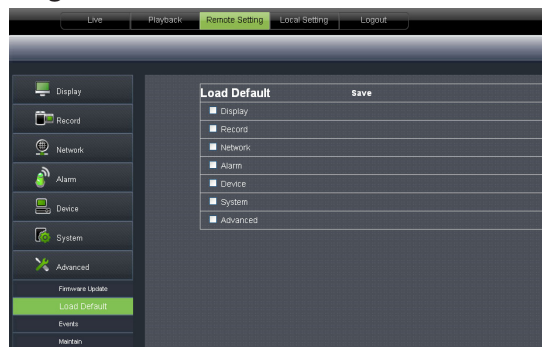 Live Playback Remote Setting Local Setting Logout
Display
Record
Network
Alarm
Device
System
Advanced
Firmware Update
Load Default
Events
Maintain
Load Default Save
Display
Record
Network
Alarm
Device
System
Advanced